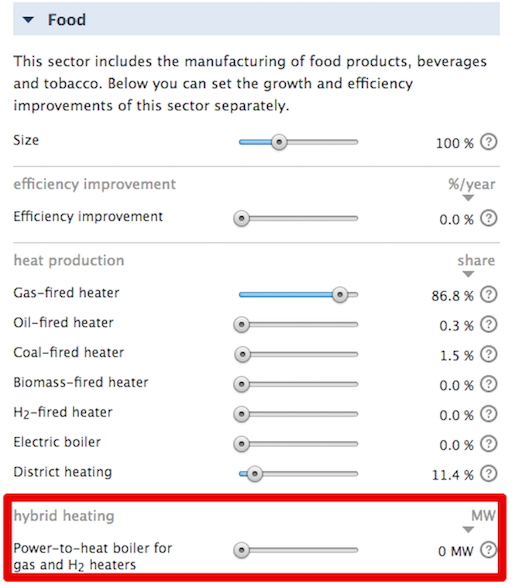 Food
This sector includes the manufacturing of food products, beverages
and tobacco. Below you can set the growth and efficiency
improvements of this sector separately.
Size 100 % ?
efficiency improvement %/year
Efficiency improvement 0.0 % ?
heat production share
Gas-fired heater 86.8 % ?
Oil-fired heater 0.3 % ?
Coal-fired heater 1.5 % ?
Biomass-fired heater 0.0 % ?
H2-fired heater 0.0 % ?
Electric boiler 0.0 % ?
District heating 11.4 % ?
hybrid heating MW
Power-to-heat boiler for 0 MW ?
gas and H2 heaters